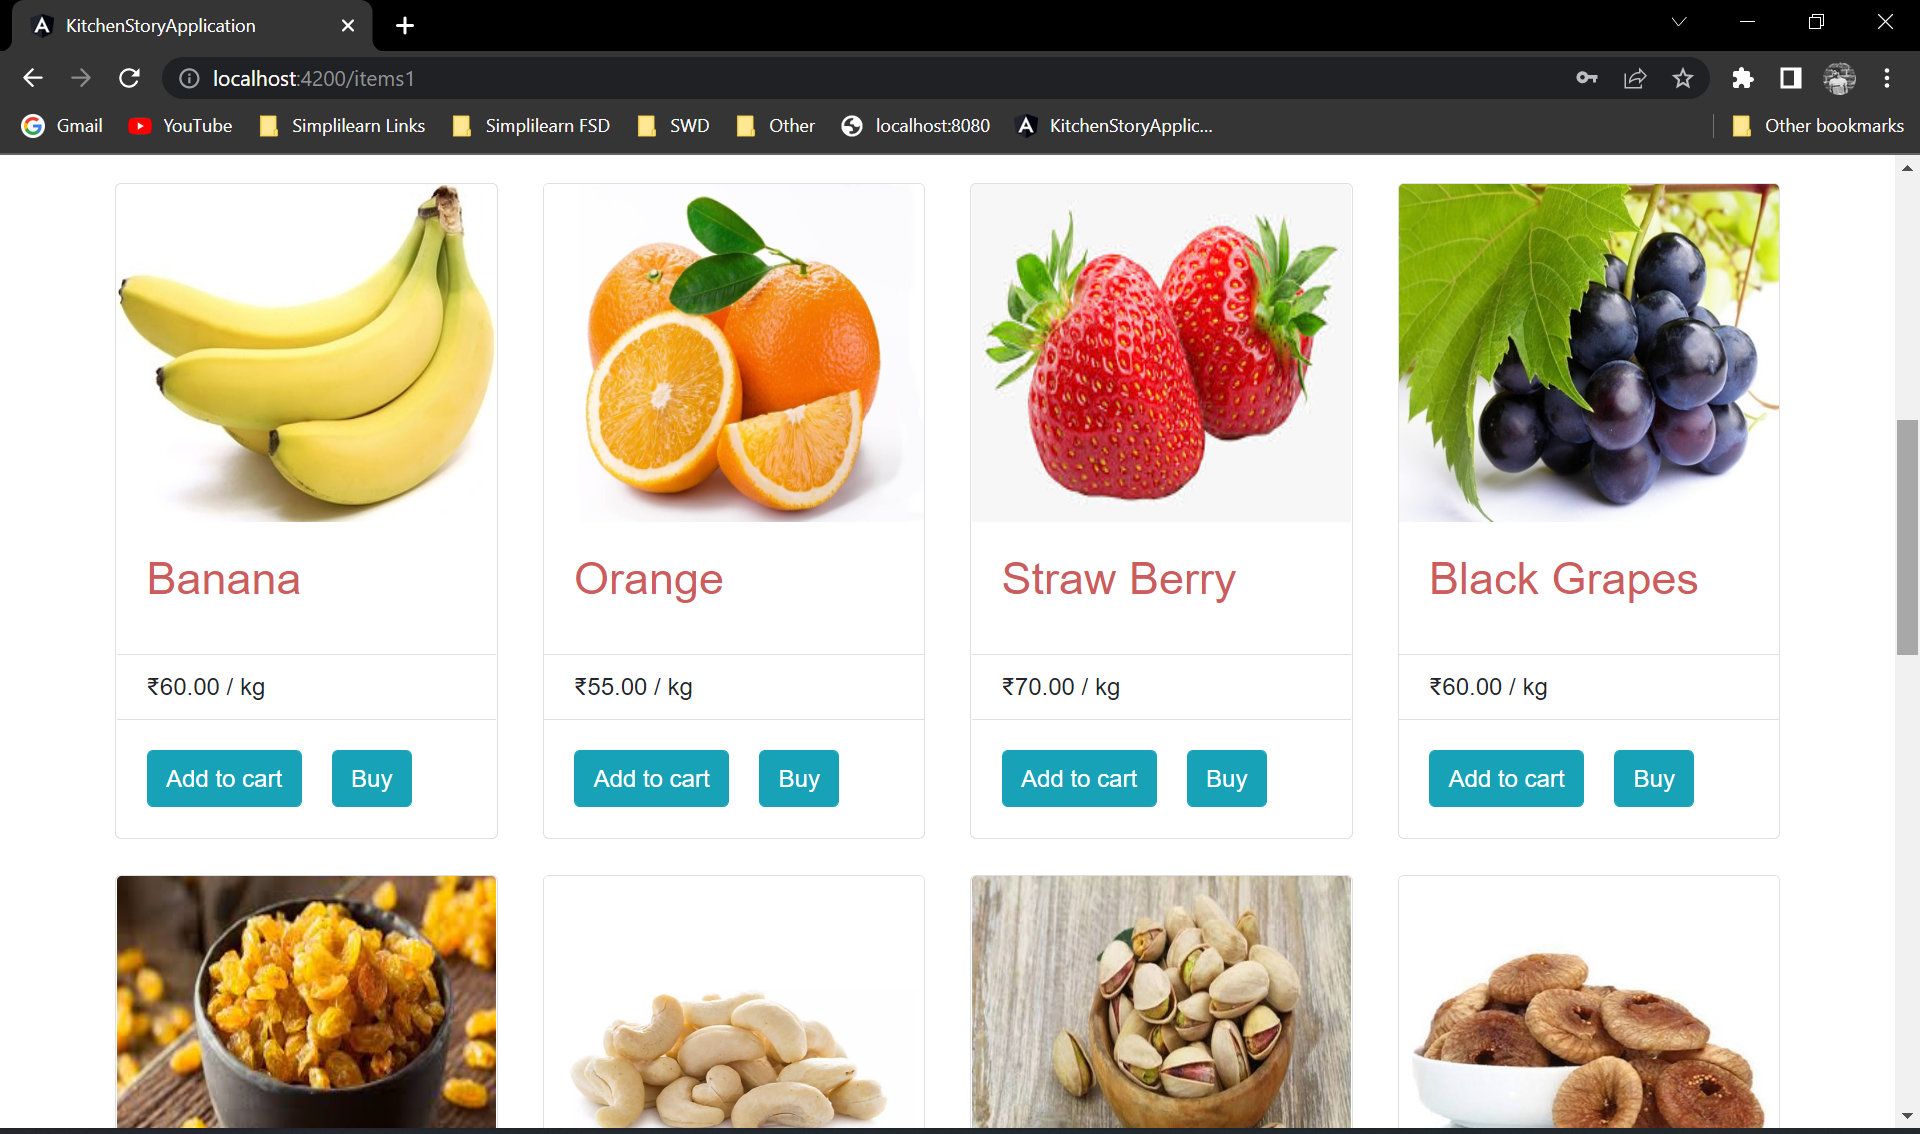 KitchenStoryApplication
localhost:4200/items1
Gmail YouTube Simplilearn Links Simplilearn FSD SWD Other localhost:8080 KitchenStoryApplic... Other bookmarks
Banana Orange Straw Berry Black Grapes
₹60.00 / kg ₹55.00 / kg ₹70.00 / kg ₹60.00 / kg
Add to cart Buy Add to cart Buy Add to cart Buy Add to cart Buy